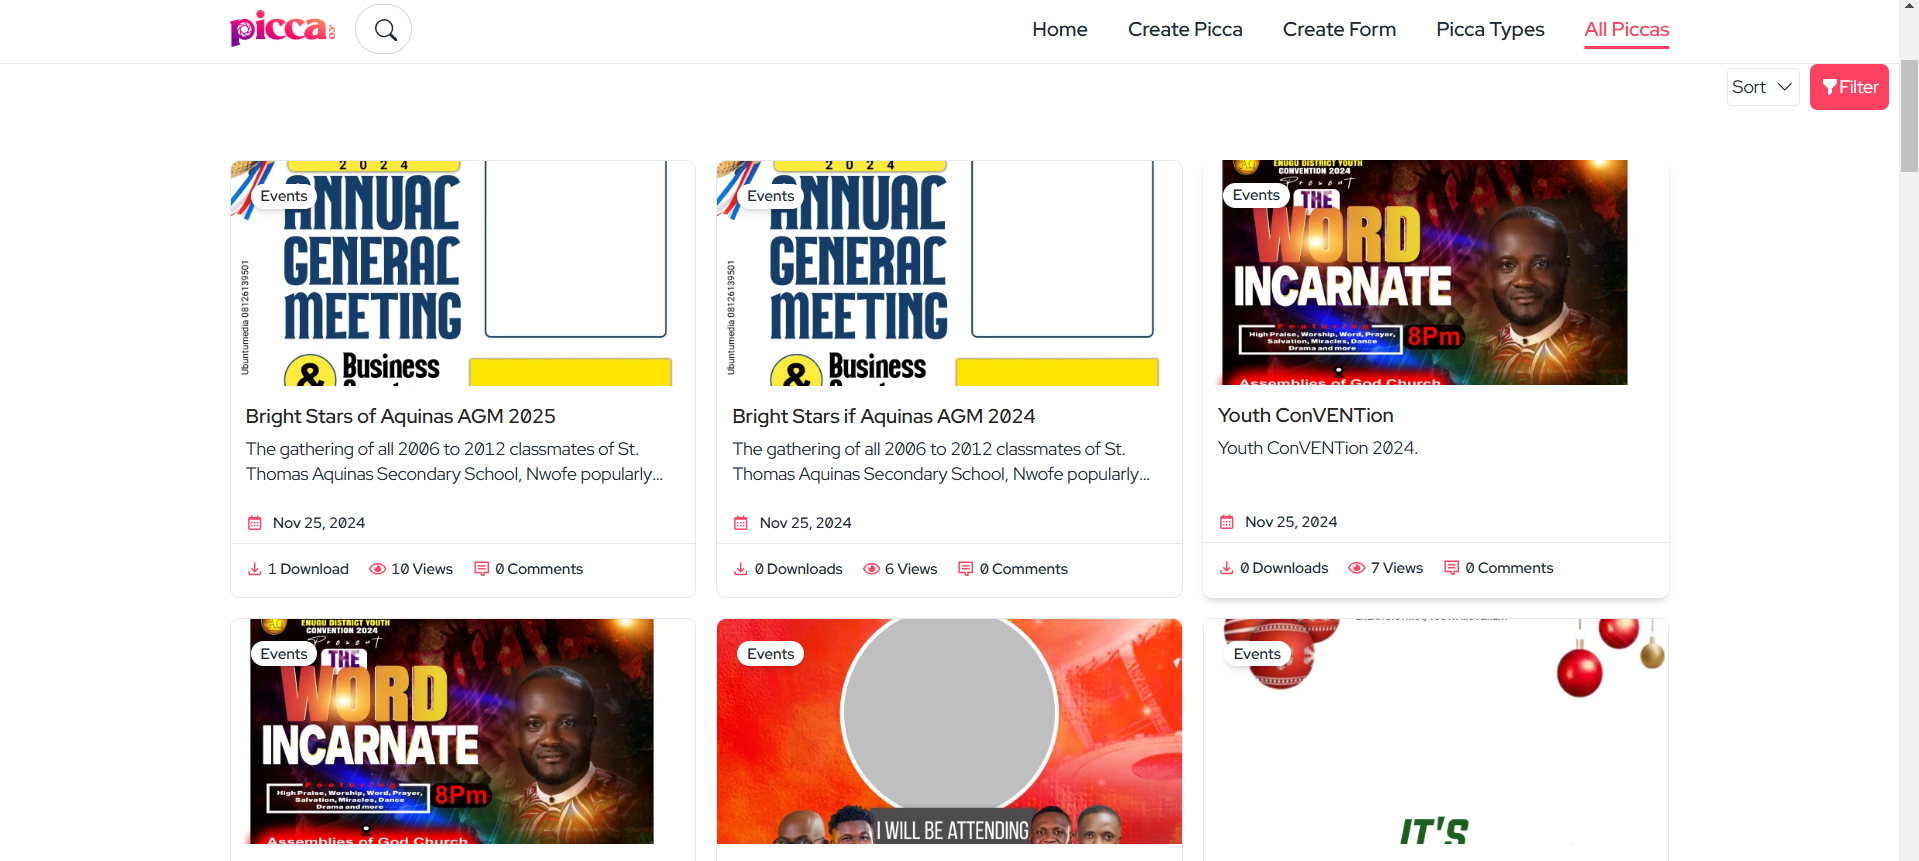 picca.co
Home
Create Picca
Create Form
Picca Types
All Piccas
Sort
Filter
2024
Events
ANNUAL
GENERAL
MEETING
& Business
Ubuntumedia 08126139501
Bright Stars of Aquinas AGM 2025
The gathering of all 2006 to 2012 classmates of St.
Thomas Aquinas Secondary School, Nwofe popularly...
Nov 25, 2024
1 Download
10 Views
0 Comments
2024
Events
ANNUAL
GENERAL
MEETING
& Business
Ubuntumedia 08126139501
Bright Stars if Aquinas AGM 2024
The gathering of all 2006 to 2012 classmates of St.
Thomas Aquinas Secondary School, Nwofe popularly...
Nov 25, 2024
0 Downloads
6 Views
0 Comments
ENUGU DISTRICT YOUTH
CONVENTION 2024
Present
Events
THE
WORD
INCARNATE
Featuring
High Praise, Worship, Word, Prayer,
Salvation, Miracles, Dance
Drama and more
8Pm
Assemblies of God Church
Youth ConVENTion
Youth ConVENTion 2024.
Nov 25, 2024
0 Downloads
7 Views
0 Comments
ENUGU DISTRICT YOUTH
CONVENTION 2024
Present
Events
THE
WORD
INCARNATE
Featuring
High Praise, Worship, Word, Prayer,
Salvation, Miracles, Dance
Drama and more
8Pm
Assemblies of God Church
Events
I WILL BE ATTENDING
Events
IT'S